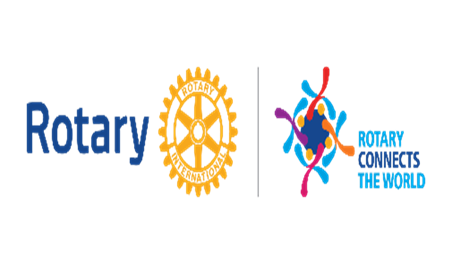 Rotary
ROTARY
INTERNATIONAL
ROTARY
CONNECTS
THE WORLD